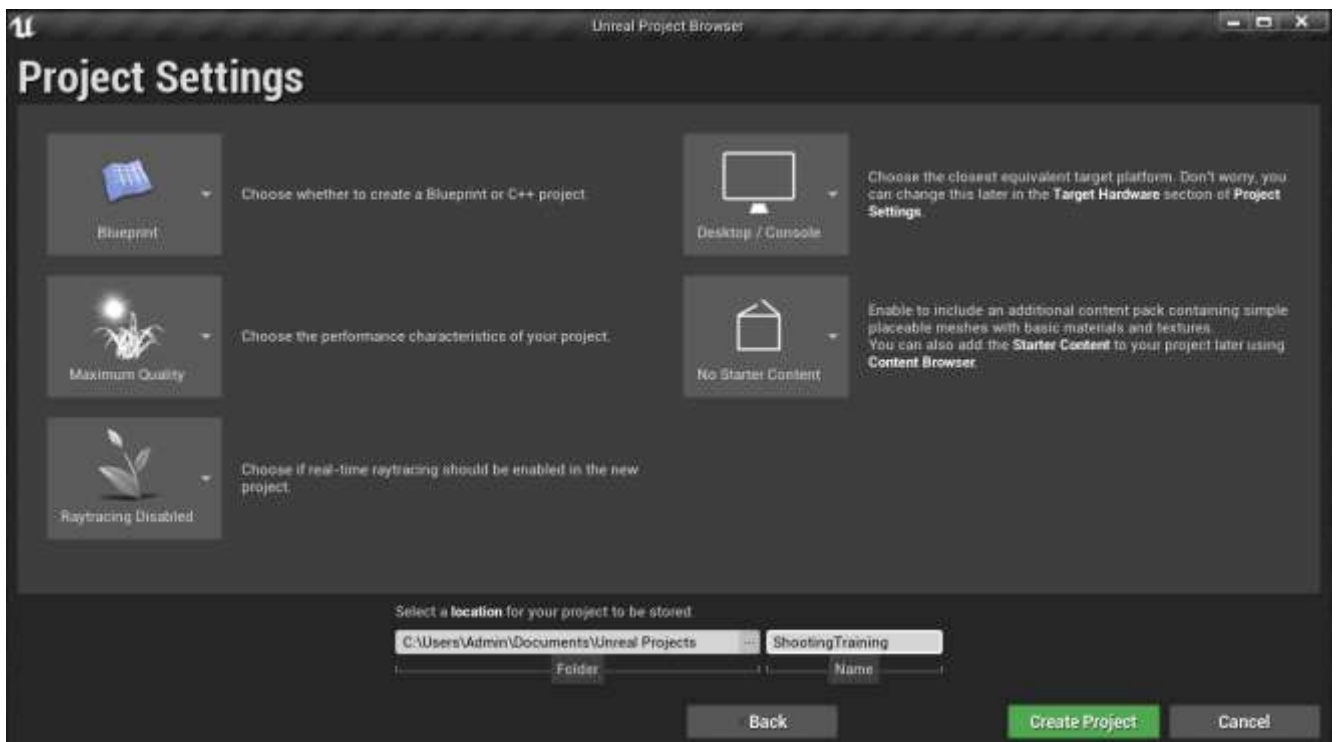 Unreal Project Browser
Project Settings
Blueprint
Choose whether to create a Blueprint or C++ project.
Desktop / Console
Choose the closest equivalent target platform. Don't worry, you
can change this later in the Target Hardware section of Project
Settings.
Maximum Quality
Choose the performance characteristics of your project.
No Starter Content
Enable to include an additional content pack containing simple
placeable meshes with basic materials and textures.
You can also add the Starter Content to your project later using
Content Browser.
Raytracing Disabled
Choose if real-time raytracing should be enabled in the new
project.
Select a location for your project to be stored.
C:\Users\Admin\Documents\Unreal Projects
...
ShootingTraining
Folder
Name
Back
Create Project
Cancel